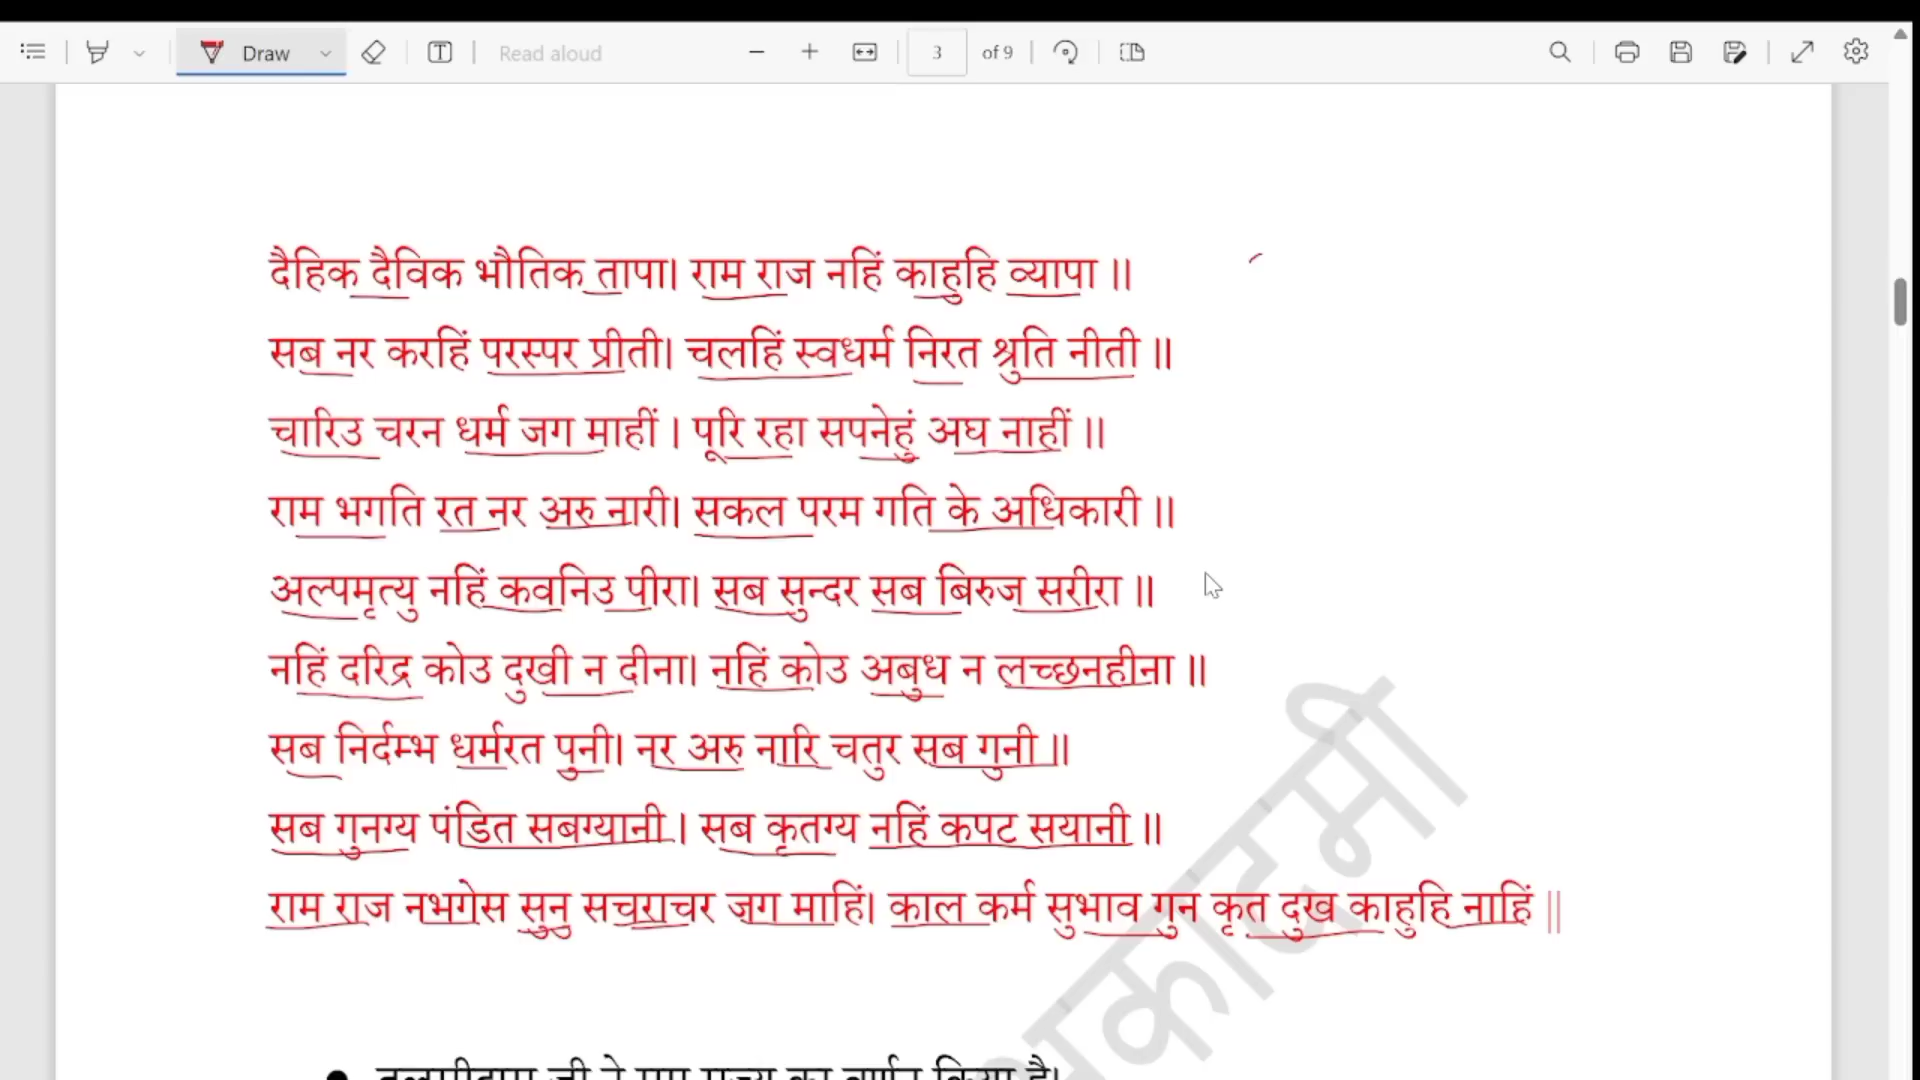 Draw
Read aloud
3 of 9
दैहिक दैविक भौतिक तापा। राम राज नहिं काहुहि व्यापा ॥
सब नर करहिं परस्पर प्रीती। चलहिं स्वधर्म निरत श्रुति नीती ॥
चारिउ चरन धर्म जग माहीं । पूरि रहा सपनेहुं अघ नाहीं ॥
राम भगति रत नर अरु नारी। सकल परम गति के अधिकारी ॥
अल्पमृत्यु नहिं कवनिउ पीरा। सब सुन्दर सब बिरुज सरीरा ॥
नहिं दरिद्र कोउ दुखी न दीना। नहिं कोउ अबुध न लच्छनहीना ॥
सब निर्दम्भ धर्मरत पुनी। नर अरु नारि चतुर सब गुनी ॥
सब गुनग्य पंडित सबग्यानी । सब कृतग्य नहिं कपट सयानी ॥
राम राज नभगेस सुनु सचराचर जग माहिं। काल कर्म सुभाव गुन कृत दुख काहुहि नाहिं ॥